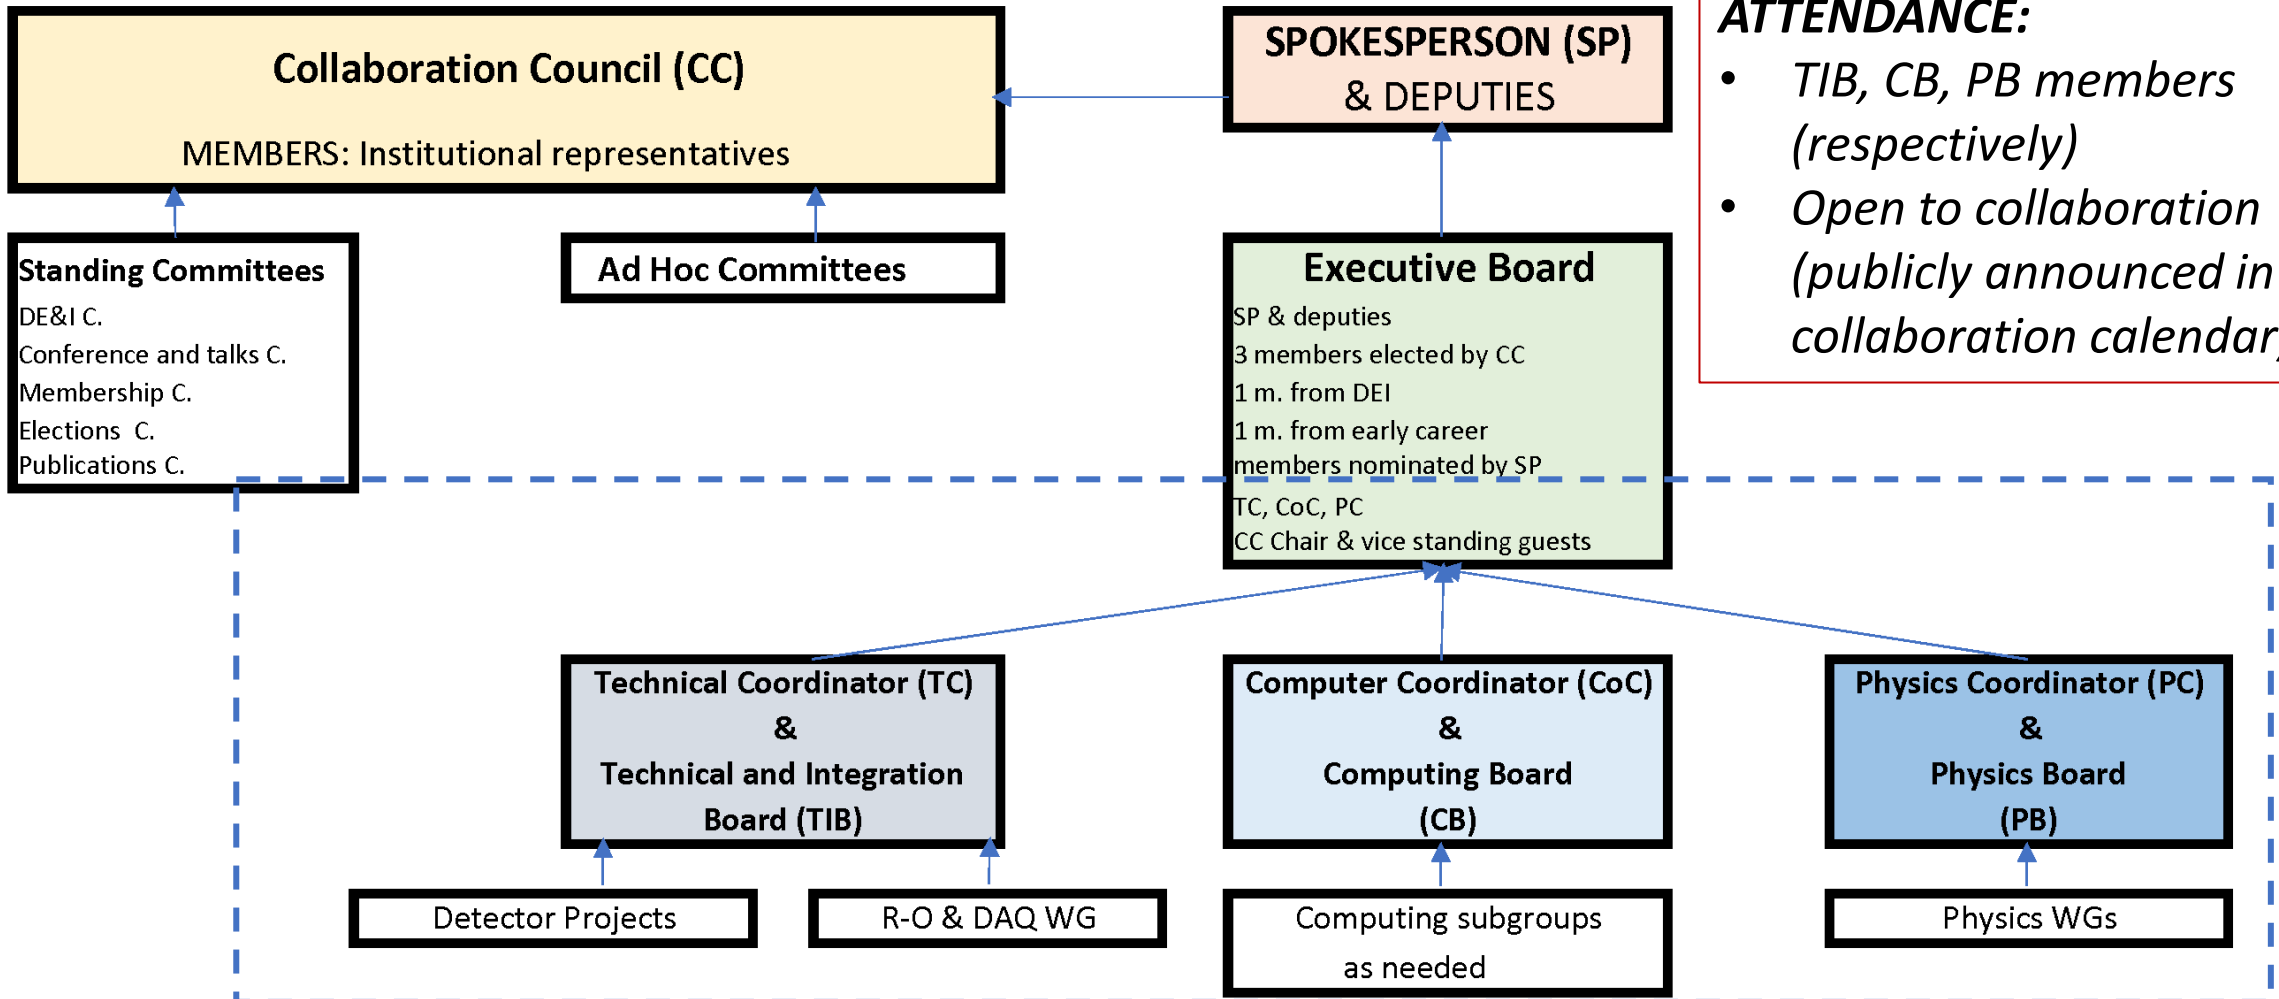 Collaboration Council (CC)
MEMBERS: Institutional representatives
SPOKESPERSON (SP)
& DEPUTIES
ATTENDANCE:
• TIB, CB, PB members
(respectively)
• Open to collaboration
(publicly announced in
collaboration calendar)
Standing Committees
DE&I C.
Conference and talks C.
Membership C.
Elections C.
Publications C.
Ad Hoc Committees
Executive Board
SP & deputies
3 members elected by CC
1 m. from DEI
1 m. from early career
members nominated by SP
TC, CoC, PC
CC Chair & vice standing guests
Technical Coordinator (TC)
&
Technical and Integration
Board (TIB)
Computer Coordinator (CoC)
&
Computing Board
(CB)
Physics Coordinator (PC)
&
Physics Board
(PB)
Detector Projects
R-O & DAQ WG
Computing subgroups
as needed
Physics WGs